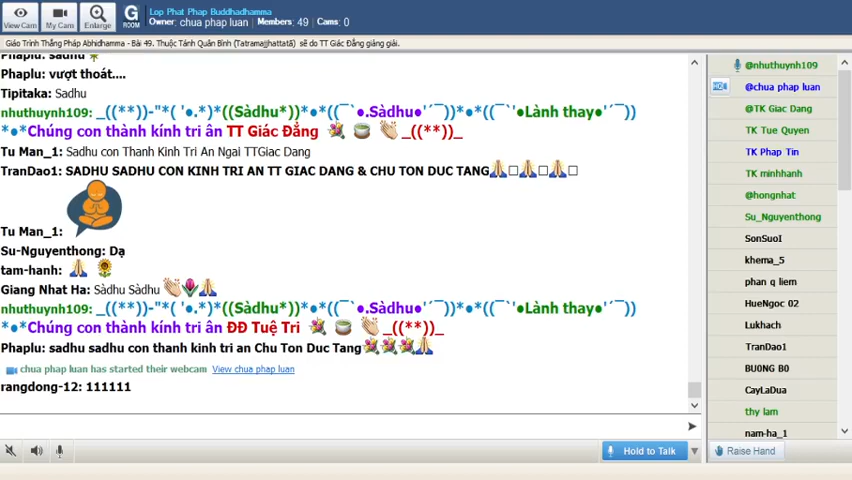 Lop Phat Phap Buddhadhamma
Owner: chua phap luan Members: 49 Cams: 0
View Cam
My Cam
Enlarge
G
ROOM
Giáo Trình Thắng Pháp Abhidhamma - Bài 49. Thuộc Tánh Quân Bình (Tatramajjhattatā) sẽ do TT Giác Đẳng giảng giải.
Phaplu: sadhu
Phaplu: vượt thoát....
Tipitaka: Sadhu
nhuthuynh109: _((**))-"*( '●.*)*((Sàdhu*))*●*((¯`●.Sàdhu●'´¯))*●*((¯`'●Lành thay●'´¯))
*●*Chúng con thành kính tri ân TT Giác Đẳng _((**))_
Tu Man_1: Sadhu con Thanh Kinh Tri An Ngai TTGiac Dang
TranDao1: SADHU SADHU CON KINH TRI AN TT GIAC DANG & CHU TON DUC TANG
Tu Man_1:
Su-Nguyenthong: Dạ
tam-hanh:
Giang Nhat Ha: Sàdhu Sàdhu
nhuthuynh109: _((**))-"*( '●.*)*((Sàdhu*))*●*((¯`●.Sàdhu●'´¯))*●*((¯`'●Lành thay●'´¯))
*●*Chúng con thành kính tri ân ĐĐ Tuệ Tri _((**))_
Phaplu: sadhu sadhu con thanh kinh tri an Chu Ton Duc Tang
chua phap luan has started their webcam View chua phap luan
rangdong-12: 111111
Hold to Talk
Raise Hand
@nhuthuynh109
HQ
@chua phap luan
@TK Giac Dang
TK Tue Quyen
TK Phap Tin
TK minhhanh
@hongnhat
Su_Nguyenthong
SonSuoI
khema_5
phan q liem
HueNgoc 02
Lukhach
TranDao1
BU0NG B0
CayLaDua
thy lam
nam-ha_1